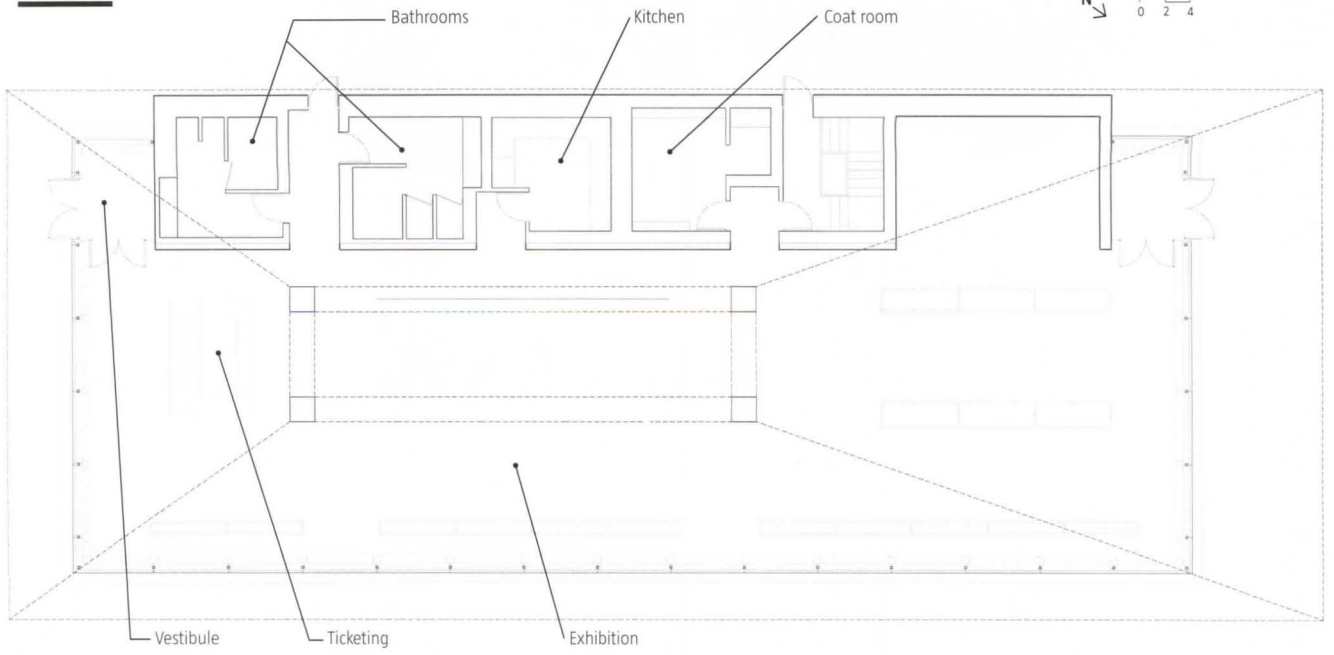 Bathrooms
Kitchen
Coat room
N
0 2 4
Vestibule
Ticketing
Exhibition